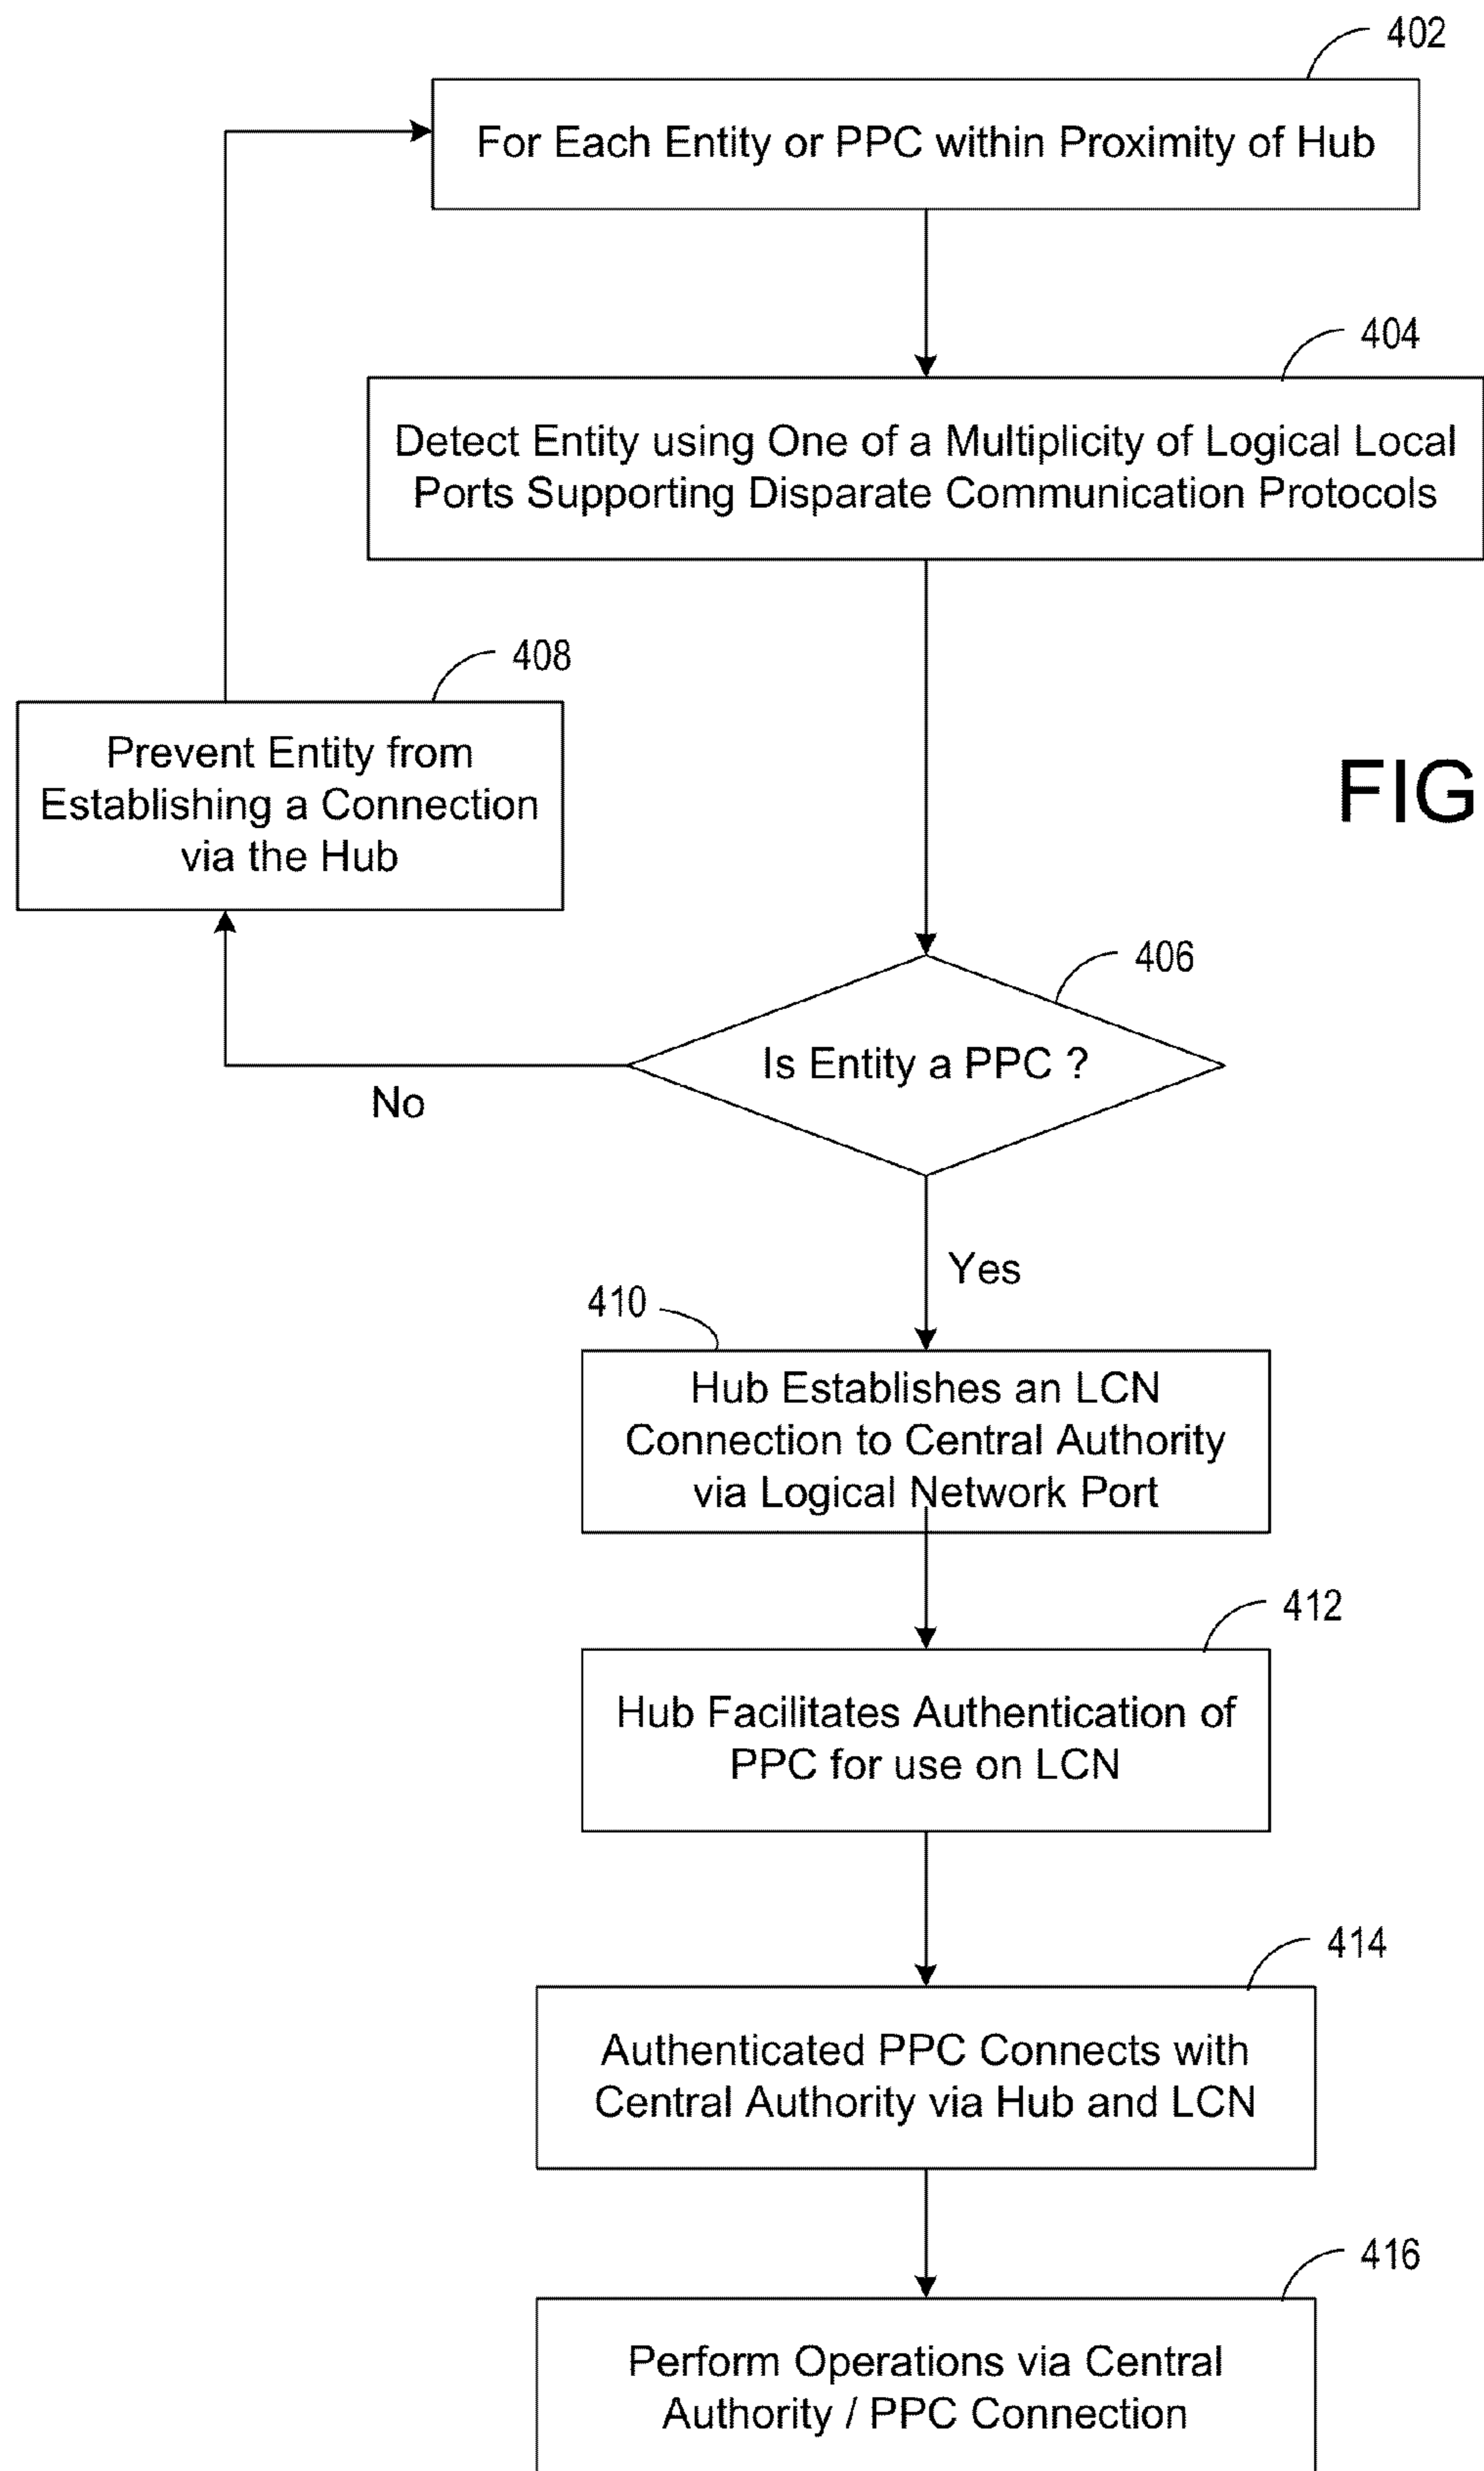 402
For Each Entity or PPC within Proximity of Hub
404
Detect Entity using One of a Multiplicity of Logical Local
Ports Supporting Disparate Communication Protocols
408
Prevent Entity from
Establishing a Connection
via the Hub
FIG
406
Is Entity a PPC ?
No
Yes
410
Hub Establishes an LCN
Connection to Central Authority
via Logical Network Port
412
Hub Facilitates Authentication of
PPC for use on LCN
414
Authenticated PPC Connects with
Central Authority via Hub and LCN
416
Perform Operations via Central
Authority / PPC Connection